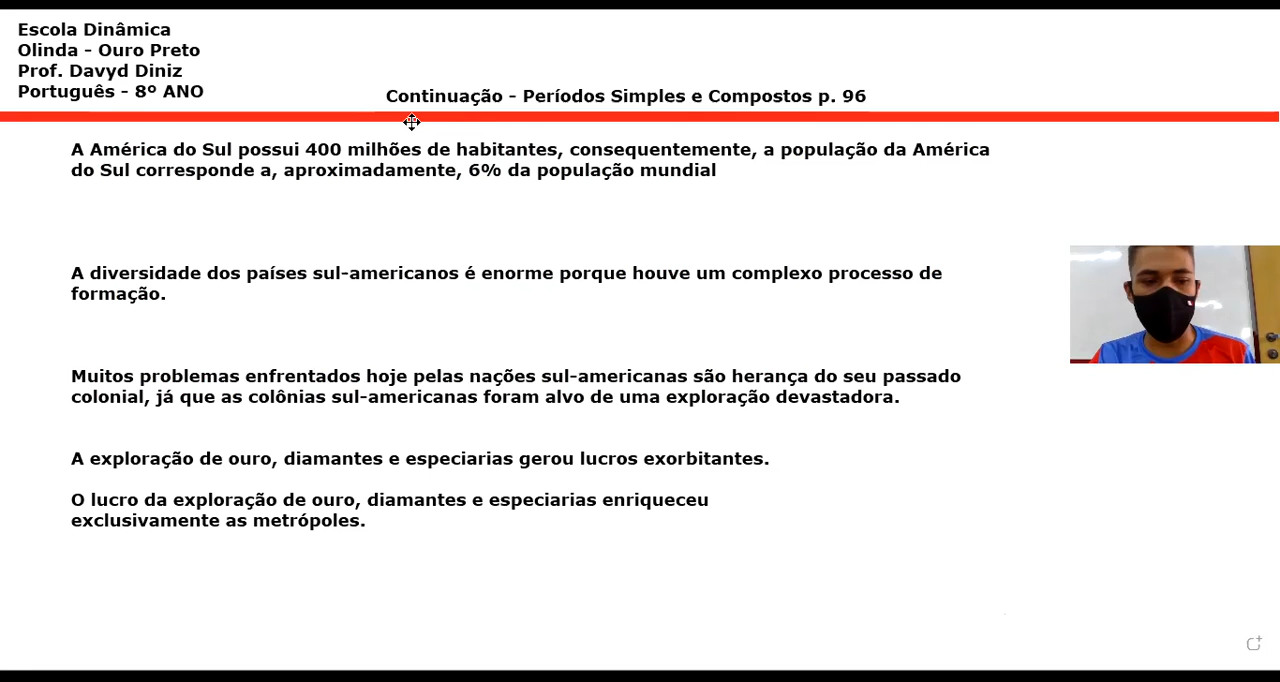 Escola Dinâmica
Olinda - Ouro Preto
Prof. Davyd Diniz
Português - 8º ANO
Continuação - Períodos Simples e Compostos p. 96
A América do Sul possui 400 milhões de habitantes, consequentemente, a população da América
do Sul corresponde a, aproximadamente, 6% da população mundial
A diversidade dos países sul-americanos é enorme porque houve um complexo processo de
formação.
Muitos problemas enfrentados hoje pelas nações sul-americanas são herança do seu passado
colonial, já que as colônias sul-americanas foram alvo de uma exploração devastadora.
A exploração de ouro, diamantes e especiarias gerou lucros exorbitantes.
O lucro da exploração de ouro, diamantes e especiarias enriqueceu
exclusivamente as metrópoles.